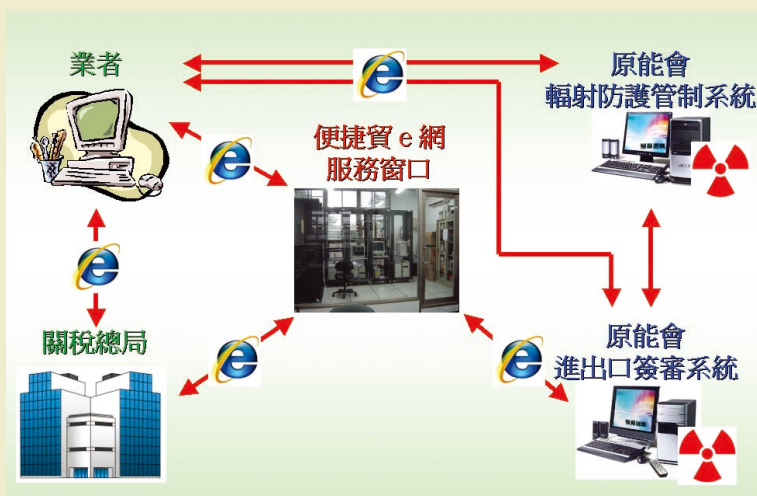 業者
原能會
輻射防護管制系統
便捷貿 e 網
服務窗口
關稅總局
原能會
進出口簽審系統